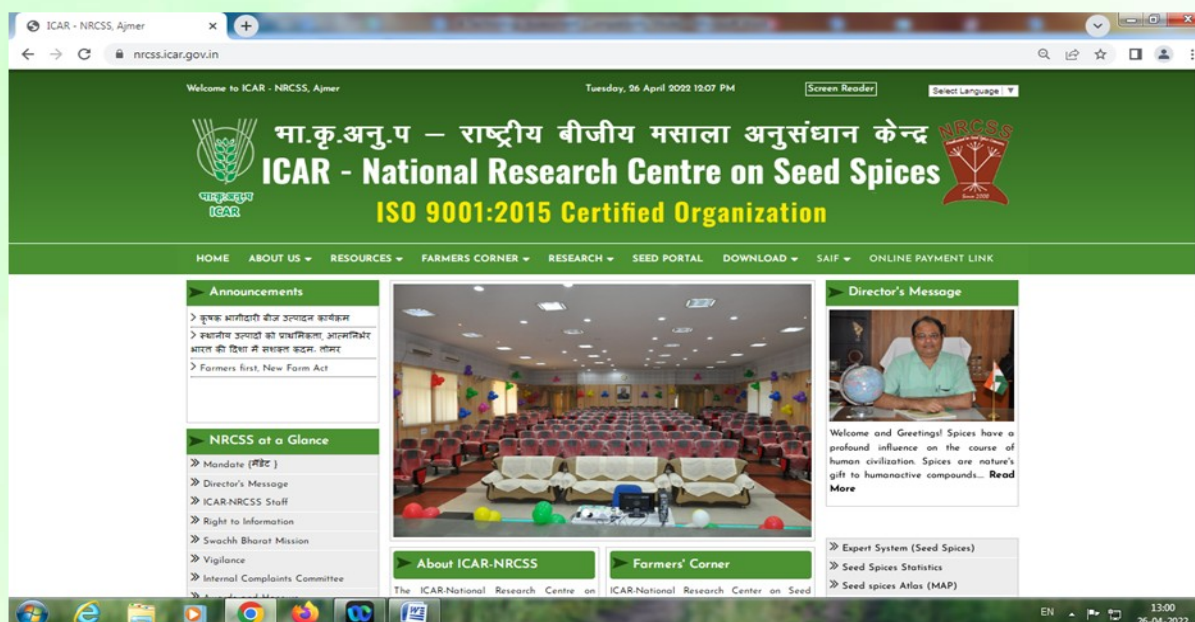 ICAR - NRCSS, Ajmer
nrcss.icar.gov.in
Welcome to ICAR - NRCSS, Ajmer
Tuesday, 26 April 2022 12:07 PM
Screen Reader
Select Language
भा.कृ.अनु.प – राष्ट्रीय बीजीय मसाला अनुसंधान केन्द्र
ICAR - National Research Centre on Seed Spices
ISO 9001:2015 Certified Organization
भा.कृ.अनु.प
ICAR
NRCSS
Since 2000
HOME ABOUT US RESOURCES FARMERS CORNER RESEARCH SEED PORTAL DOWNLOAD SAIF ONLINE PAYMENT LINK
Announcements
कृषक भागीदारी बीज उत्पादन कार्यक्रम
स्थानीय उत्पादों को प्राथमिकता, आत्मनिर्भर
भारत की दिशा में सशक्त कदम- तोमर
Farmers first, New Farm Act
NRCSS at a Glance
Mandate {मैंडेट }
Director's Message
ICAR-NRCSS Staff
Right to Information
Swachh Bharat Mission
Vigilance
Internal Complaints Committee
About ICAR-NRCSS
The ICAR-National Research Centre on
Farmers' Corner
ICAR-National Research Center on Seed
Director's Message
Welcome and Greetings! Spices have a
profound influence on the course of
human civilization. Spices are nature's
gift to humanactive compounds... Read
More
Expert System (Seed Spices)
Seed Spices Statistics
Seed spices Atlas (MAP)
EN
13:00
26-04-2022